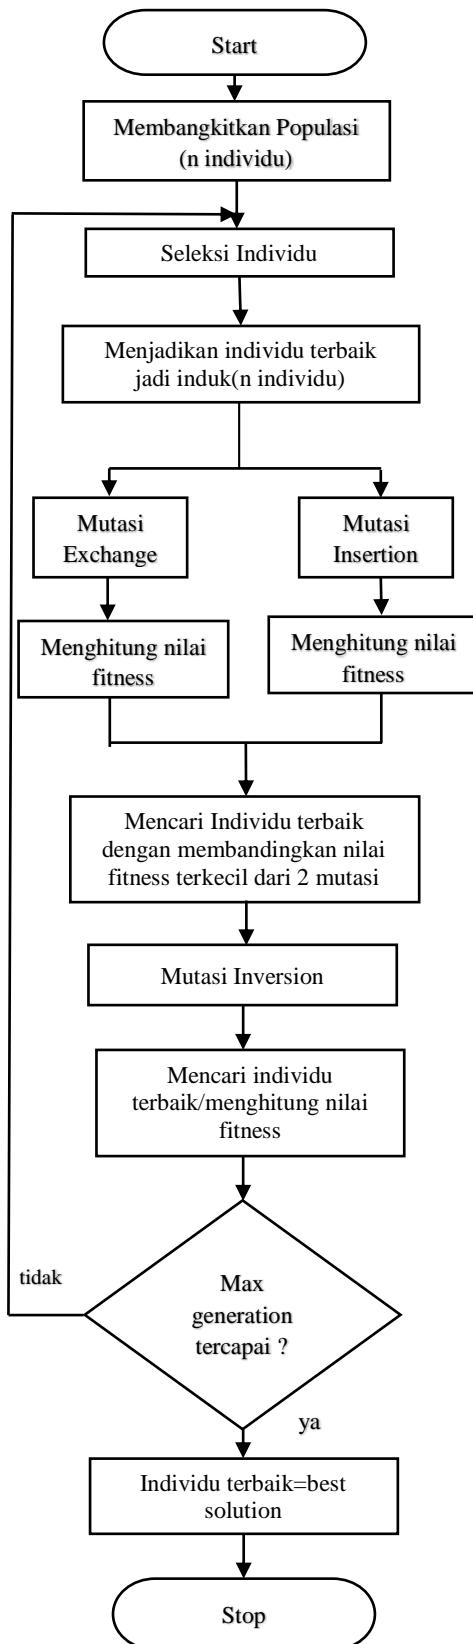 Start
Membangkitkan Populasi
(n individu)
Seleksi Individu
Menjadikan individu terbaik
jadi induk(n individu)
Mutasi
Exchange
Mutasi
Insertion
Menghitung nilai
fitness
Menghitung nilai
fitness
Mencari Individu terbaik
dengan membandingkan nilai
fitness terkecil dari 2 mutasi
Mutasi Inversion
Mencari individu
terbaik/menghitung nilai
fitness
tidak
Max
generation
tercapai ?
ya
Individu terbaik=best
solution
Stop